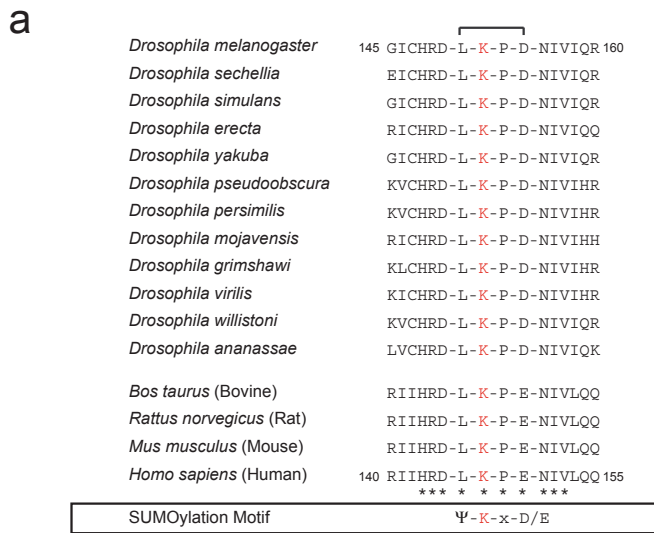 a
Drosophila melanogaster 145 GICHRD-L-K-P-D-NIVIQR 160
Drosophila sechellia EICHRD-L-K-P-D-NIVIQR
Drosophila simulans GICHRD-L-K-P-D-NIVIQR
Drosophila erecta RICHRD-L-K-P-D-NIVIQQ
Drosophila yakuba GICHRD-L-K-P-D-NIVIQR
Drosophila pseudoobscura KVCHRD-L-K-P-D-NIVIHR
Drosophila persimilis KVCHRD-L-K-P-D-NIVIHR
Drosophila mojavensis RICHRD-L-K-P-D-NIVIHH
Drosophila grimshawi KLCHRD-L-K-P-D-NIVIHR
Drosophila virilis KICHRD-L-K-P-D-NIVIHR
Drosophila willistoni KVCHRD-L-K-P-D-NIVIQR
Drosophila ananassae LVCHRD-L-K-P-D-NIVIQK
Bos taurus (Bovine) RIIHRD-L-K-P-E-NIVLQQ
Rattus norvegicus (Rat) RIIHRD-L-K-P-E-NIVLQQ
Mus musculus (Mouse) RIIHRD-L-K-P-E-NIVLQQ
Homo sapiens (Human) 140 RIIHRD-L-K-P-E-NIVLQQ 155
*** * * * * ***
SUMOylation Motif Ψ-K-x-D/E